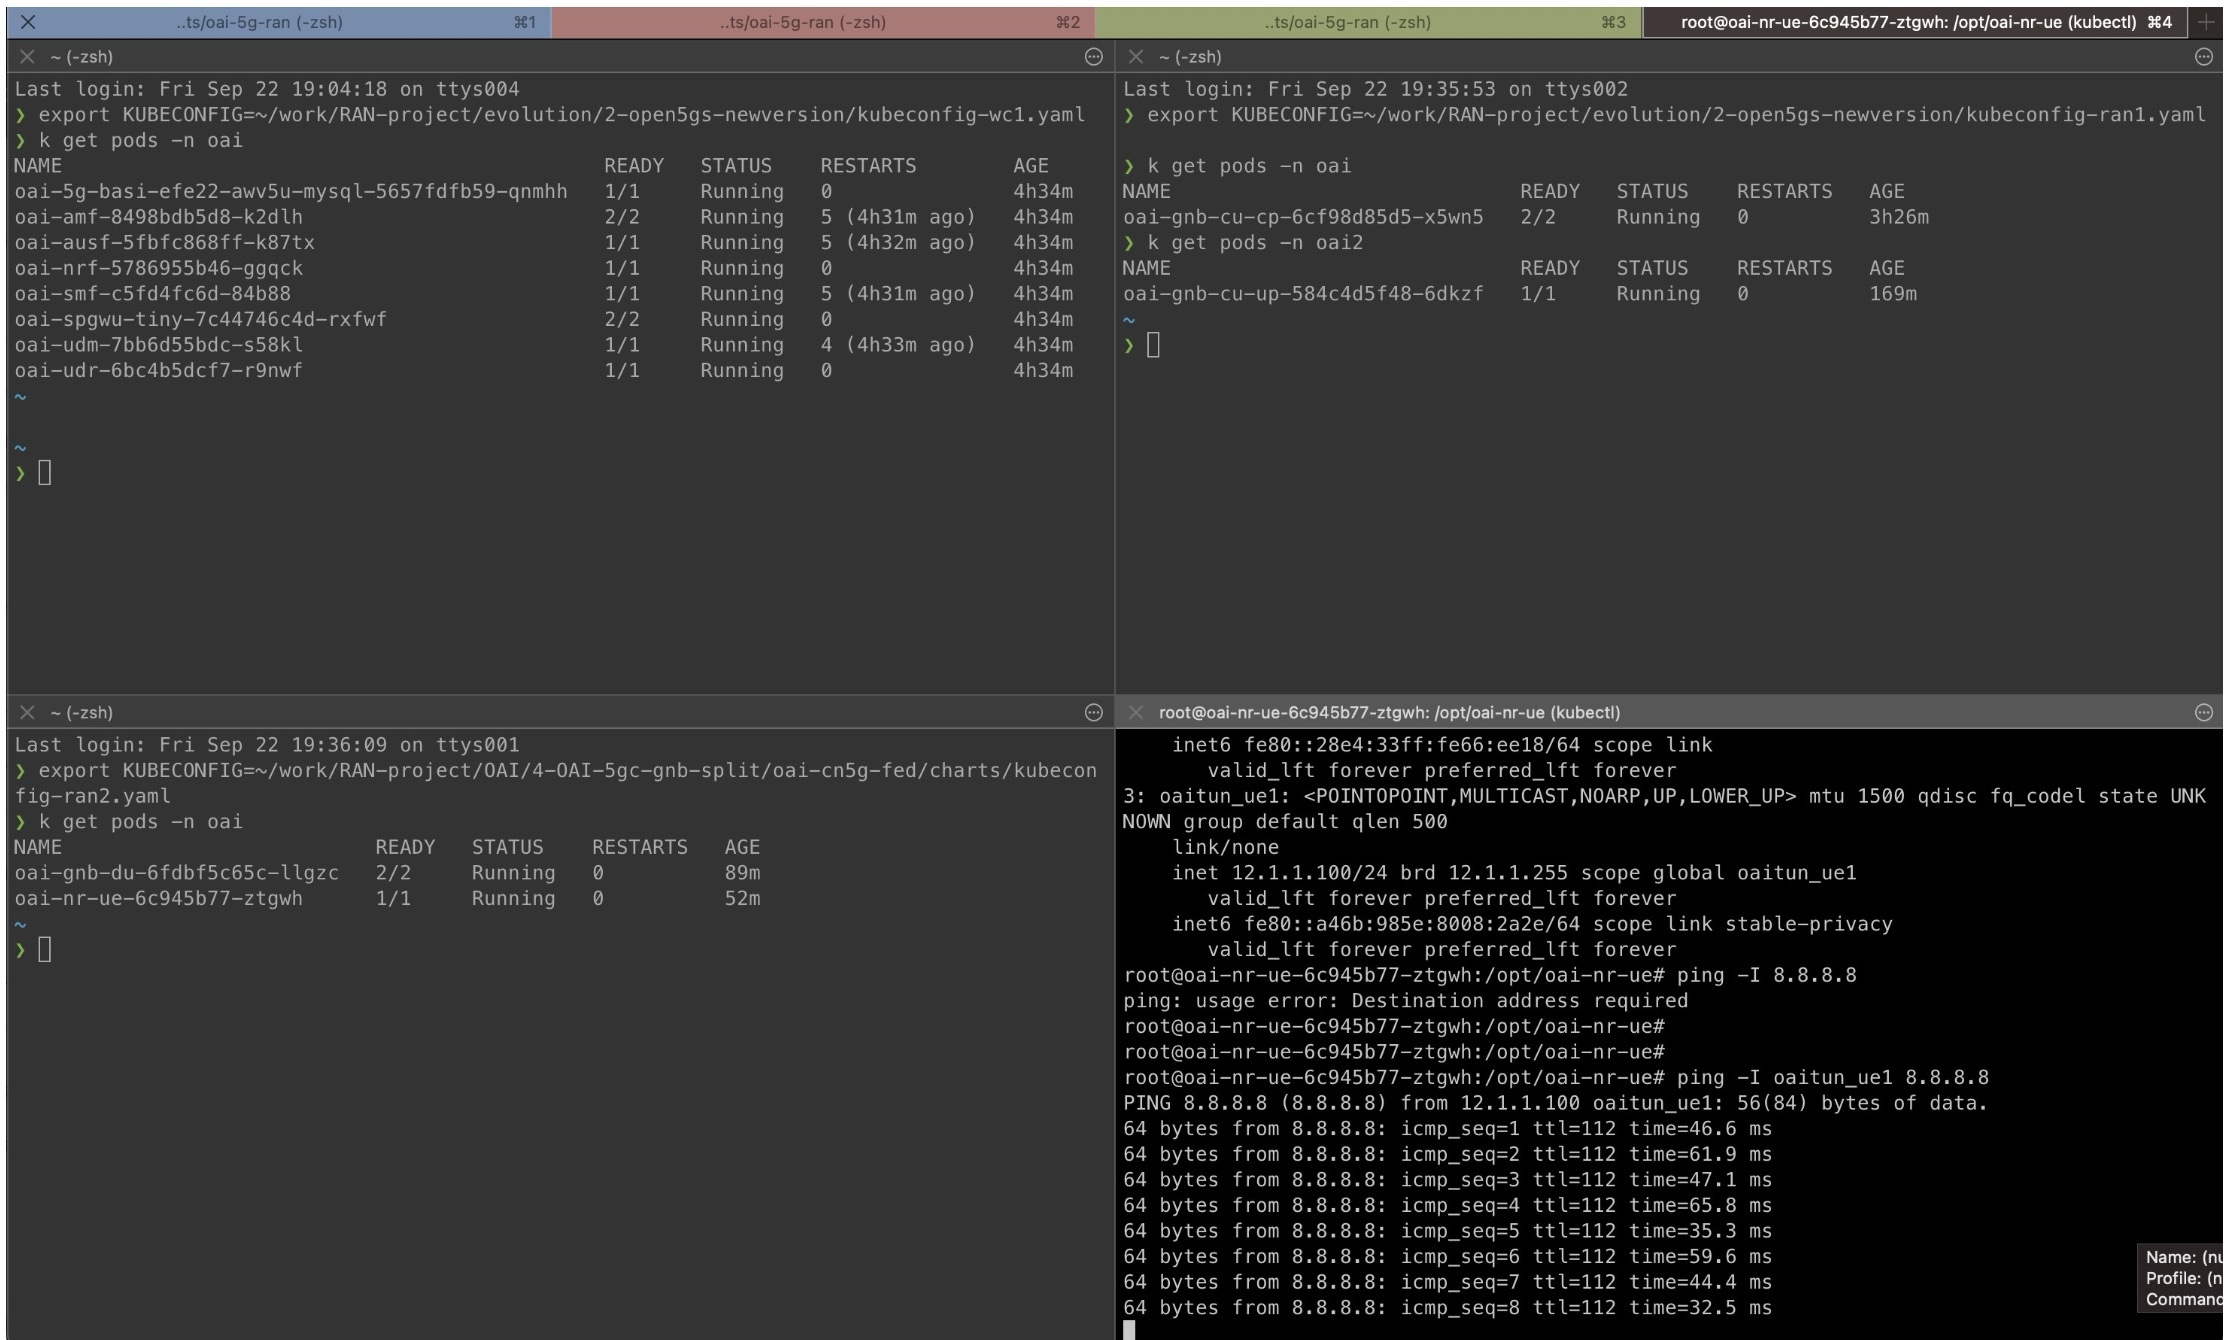 ..ts/oai-5g-ran (-zsh) ⌘1 ..ts/oai-5g-ran (-zsh) ⌘2 ..ts/oai-5g-ran (-zsh) ⌘3 root@oai-nr-ue-6c945b77-ztgwh: /opt/oai-nr-ue (kubectl) ⌘4
~ (-zsh)
Last login: Fri Sep 22 19:04:18 on ttys004
❯ export KUBECONFIG=~/work/RAN-project/evolution/2-open5gs-newversion/kubeconfig-wc1.yaml
❯ k get pods -n oai
NAME READY STATUS RESTARTS AGE
oai-5g-basi-efe22-awv5u-mysql-5657fdfb59-qnmhh 1/1 Running 0 4h34m
oai-amf-8498bdb5d8-k2dlh 2/2 Running 5 (4h31m ago) 4h34m
oai-ausf-5fbfc868ff-k87tx 1/1 Running 5 (4h32m ago) 4h34m
oai-nrf-5786955b46-ggqck 1/1 Running 0 4h34m
oai-smf-c5fd4fc6d-84b88 1/1 Running 5 (4h31m ago) 4h34m
oai-spgwu-tiny-7c44746c4d-rxfwf 2/2 Running 0 4h34m
oai-udm-7bb6d55bdc-s58kl 1/1 Running 4 (4h33m ago) 4h34m
oai-udr-6bc4b5dcf7-r9nwf 1/1 Running 0 4h34m
~
~
❯
~ (-zsh)
Last login: Fri Sep 22 19:35:53 on ttys002
❯ export KUBECONFIG=~/work/RAN-project/evolution/2-open5gs-newversion/kubeconfig-ran1.yaml
❯ k get pods -n oai
NAME READY STATUS RESTARTS AGE
oai-gnb-cu-cp-6cf98d85d5-x5wn5 2/2 Running 0 3h26m
❯ k get pods -n oai2
NAME READY STATUS RESTARTS AGE
oai-gnb-cu-up-584c4d5f48-6dkzf 1/1 Running 0 169m
~
❯
~ (-zsh)
Last login: Fri Sep 22 19:36:09 on ttys001
❯ export KUBECONFIG=~/work/RAN-project/OAI/4-OAI-5gc-gnb-split/oai-cn5g-fed/charts/kubecon
fig-ran2.yaml
❯ k get pods -n oai
NAME READY STATUS RESTARTS AGE
oai-gnb-du-6fdbf5c65c-llgzc 2/2 Running 0 89m
oai-nr-ue-6c945b77-ztgwh 1/1 Running 0 52m
~
❯
root@oai-nr-ue-6c945b77-ztgwh: /opt/oai-nr-ue (kubectl)
inet6 fe80::28e4:33ff:fe66:ee18/64 scope link
valid_lft forever preferred_lft forever
3: oaitun_ue1: <POINTOPOINT,MULTICAST,NOARP,UP,LOWER_UP> mtu 1500 qdisc fq_codel state UNK
NOWN group default qlen 500
link/none
inet 12.1.1.100/24 brd 12.1.1.255 scope global oaitun_ue1
valid_lft forever preferred_lft forever
inet6 fe80::a46b:985e:8008:2a2e/64 scope link stable-privacy
valid_lft forever preferred_lft forever
root@oai-nr-ue-6c945b77-ztgwh:/opt/oai-nr-ue# ping -I 8.8.8.8
ping: usage error: Destination address required
root@oai-nr-ue-6c945b77-ztgwh:/opt/oai-nr-ue#
root@oai-nr-ue-6c945b77-ztgwh:/opt/oai-nr-ue#
root@oai-nr-ue-6c945b77-ztgwh:/opt/oai-nr-ue# ping -I oaitun_ue1 8.8.8.8
PING 8.8.8.8 (8.8.8.8) from 12.1.1.100 oaitun_ue1: 56(84) bytes of data.
64 bytes from 8.8.8.8: icmp_seq=1 ttl=112 time=46.6 ms
64 bytes from 8.8.8.8: icmp_seq=2 ttl=112 time=61.9 ms
64 bytes from 8.8.8.8: icmp_seq=3 ttl=112 time=47.1 ms
64 bytes from 8.8.8.8: icmp_seq=4 ttl=112 time=65.8 ms
64 bytes from 8.8.8.8: icmp_seq=5 ttl=112 time=35.3 ms
64 bytes from 8.8.8.8: icmp_seq=6 ttl=112 time=59.6 ms
64 bytes from 8.8.8.8: icmp_seq=7 ttl=112 time=44.4 ms
64 bytes from 8.8.8.8: icmp_seq=8 ttl=112 time=32.5 ms
Name: (nu
Profile: (n
Command